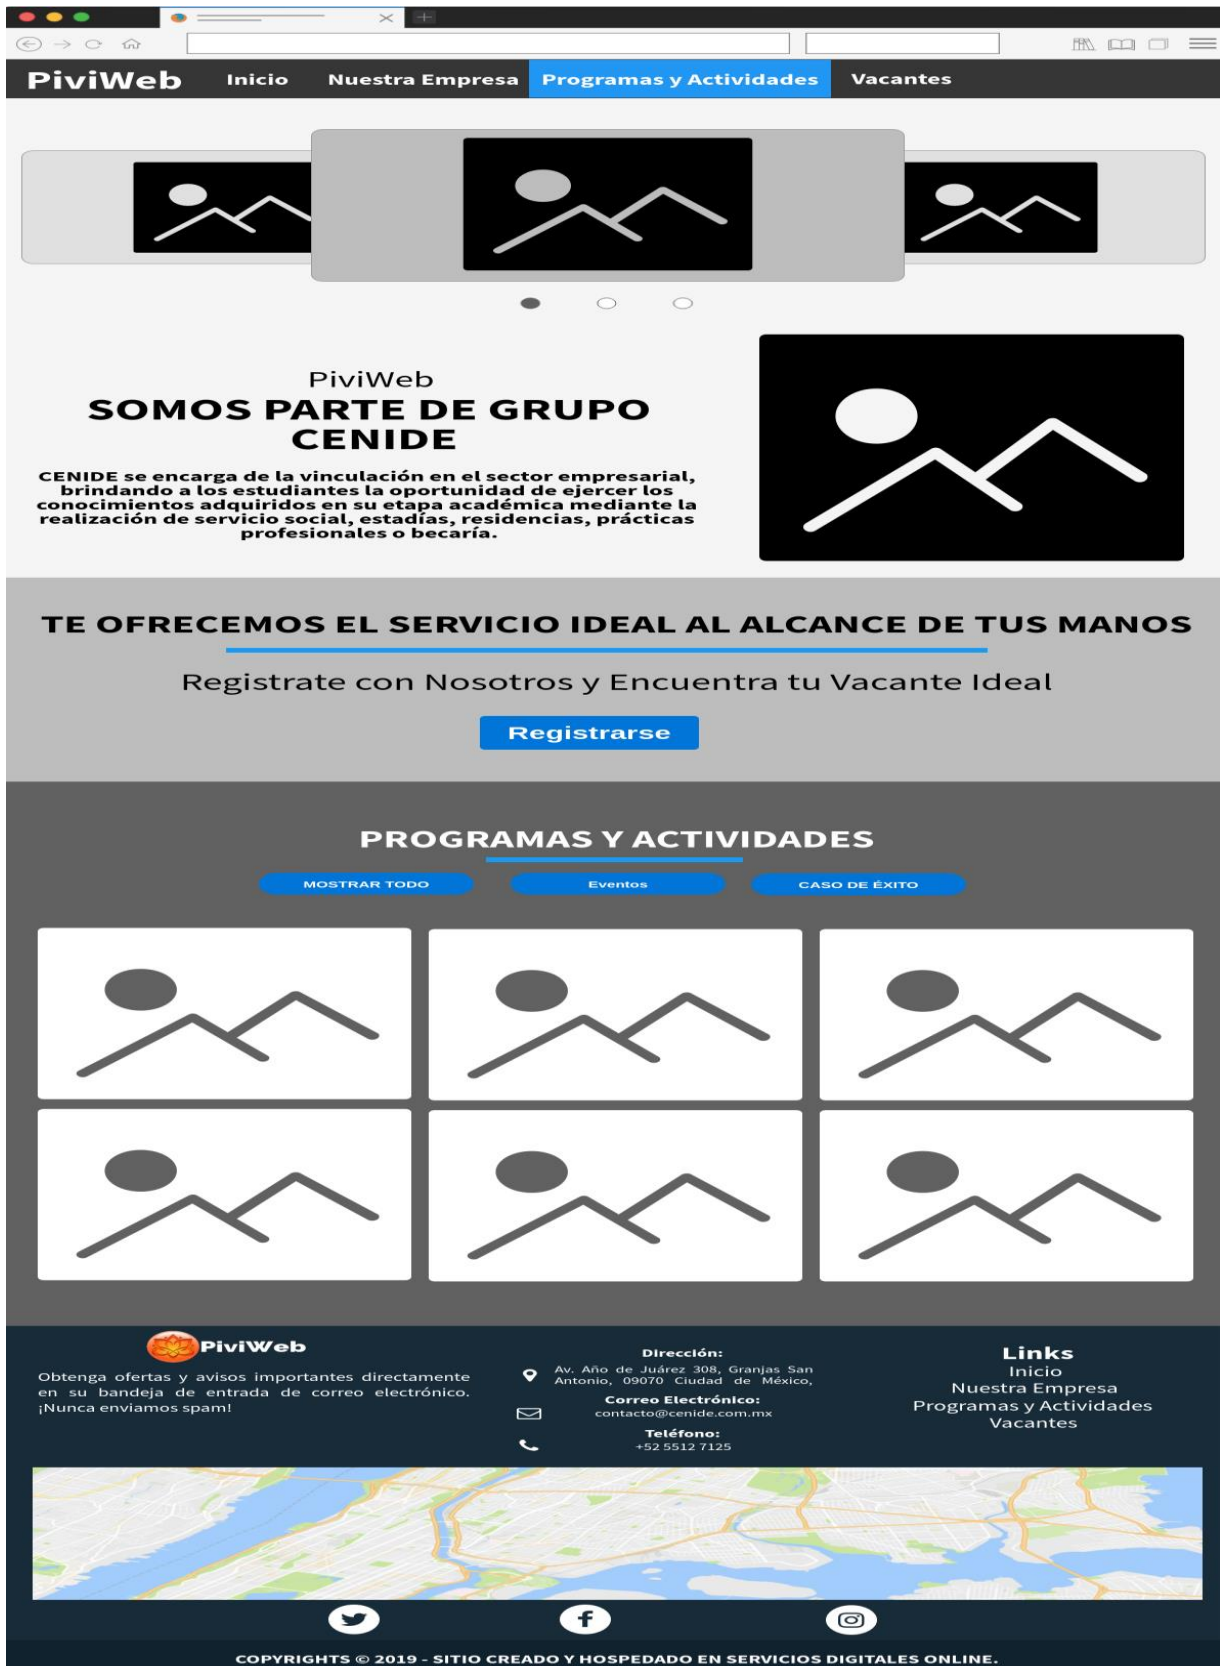 PiviWeb Inicio Nuestra Empresa Programas y Actividades Vacantes
PiviWeb
SOMOS PARTE DE GRUPO
CENIDE
CENIDE se encarga de la vinculación en el sector empresarial,
brindando a los estudiantes la oportunidad de ejercer los
conocimientos adquiridos en su etapa académica mediante la
realización de servicio social, estadías, residencias, prácticas
profesionales o becaría.
TE OFRECEMOS EL SERVICIO IDEAL AL ALCANCE DE TUS MANOS
Registrate con Nosotros y Encuentra tu Vacante Ideal
Registrarse
PROGRAMAS Y ACTIVIDADES
MOSTRAR TODO Eventos CASO DE ÉXITO
PiviWeb
Obtenga ofertas y avisos importantes directamente
en su bandeja de entrada de correo electrónico.
¡Nunca enviamos spam!
Dirección:
Av. Año de Juárez 308, Granjas San
Antonio, 09070 Ciudad de México,
Correo Electrónico:
contacto@cenide.com.mx
Teléfono:
+52 5512 7125
Links
Inicio
Nuestra Empresa
Programas y Actividades
Vacantes
COPYRIGHTS © 2019 - SITIO CREADO Y HOSPEDADO EN SERVICIOS DIGITALES ONLINE.